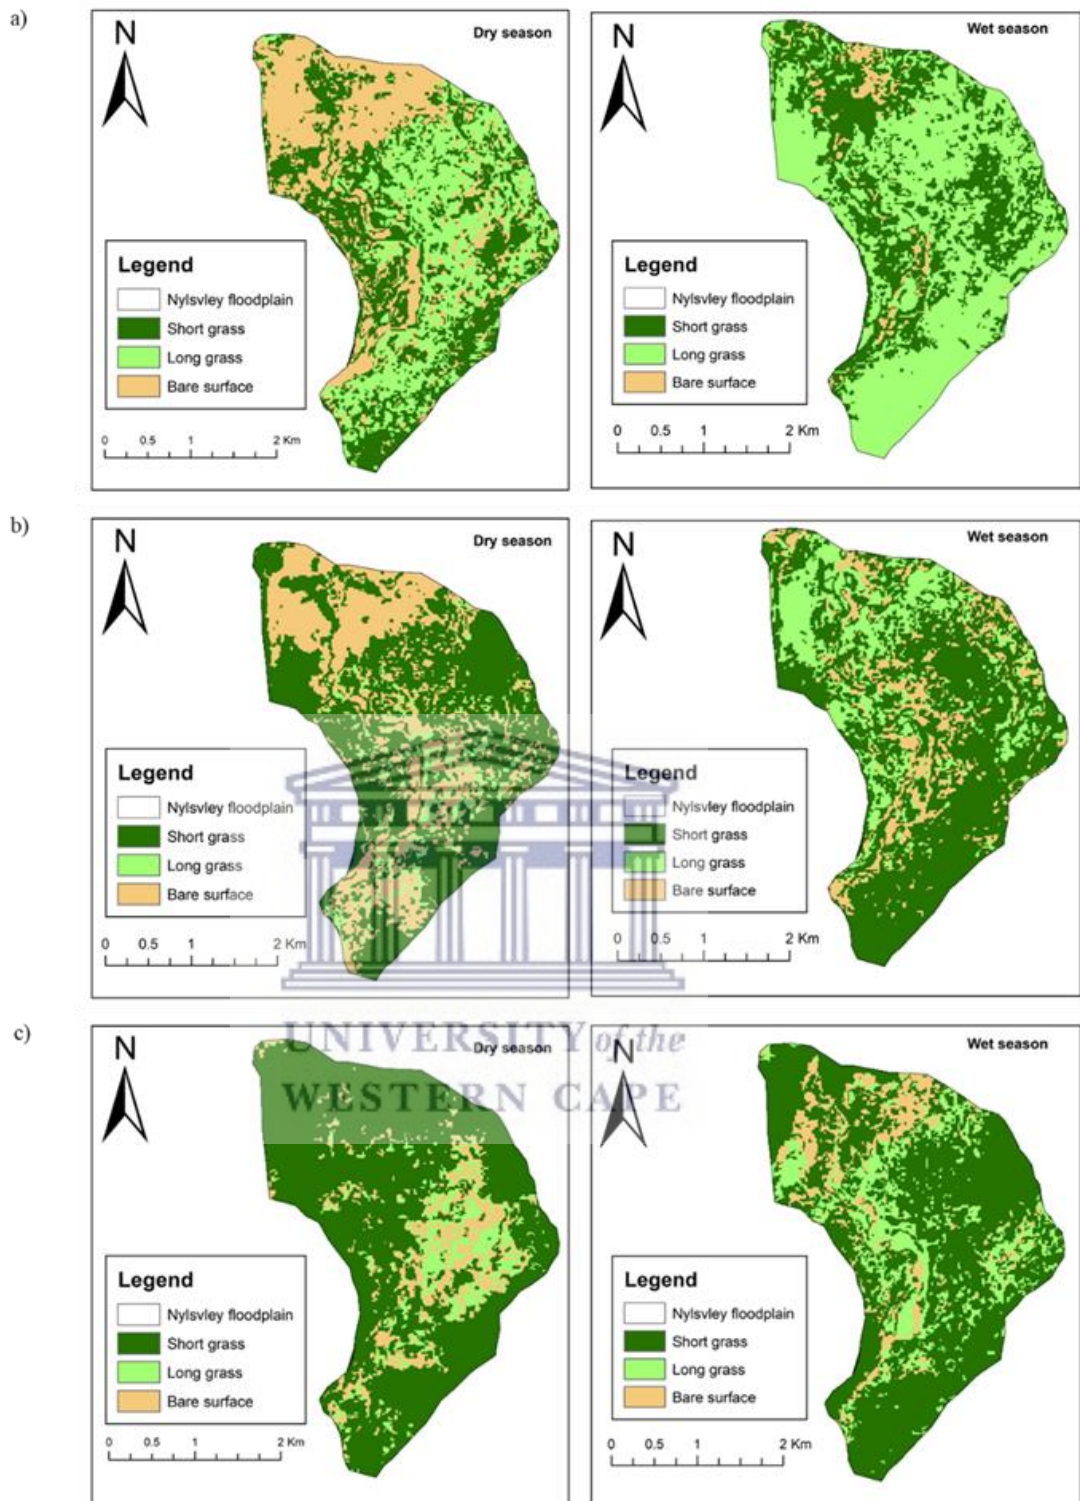 a)
N
Dry season
Legend
Nylsvley floodplain
Short grass
Long grass
Bare surface
0 0.5 1 2 Km
N
Wet season
Legend
Nylsvley floodplain
Short grass
Long grass
Bare surface
0 0.5 1 2 Km
b)
N
Dry season
Legend
Nylsvley floodplain
Short grass
Long grass
Bare surface
0 0.5 1 2 Km
N
Wet season
Legend
Nylsvley floodplain
Short grass
Long grass
Bare surface
0 0.5 1 2 Km
c)
N
Dry season
Legend
Nylsvley floodplain
Short grass
Long grass
Bare surface
0 0.5 1 2 Km
N
Wet season
Legend
Nylsvley floodplain
Short grass
Long grass
Bare surface
0 0.5 1 2 Km
UNIVERSITY of the
WESTERN CAPE